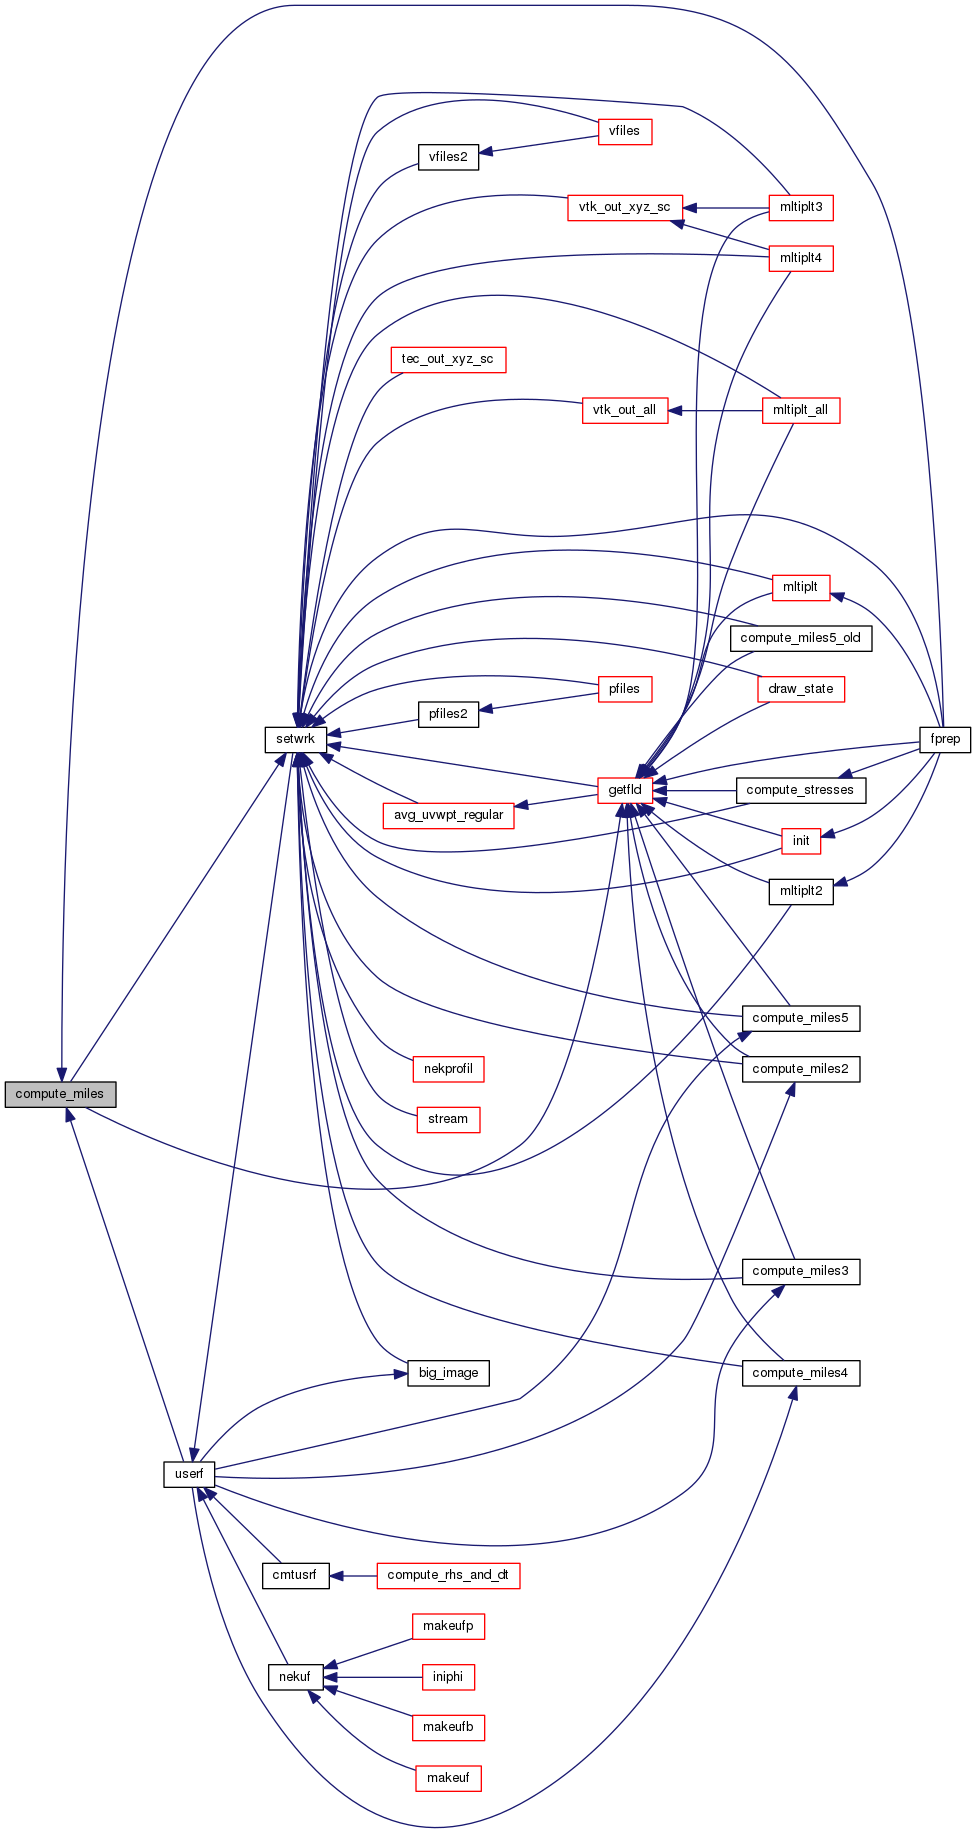 vfiles
vfiles2
vtk_out_xyz_sc
mltiplt3
mltiplt4
tec_out_xyz_sc
vtk_out_all
mltiplt_all
mltiplt
compute_miles5_old
draw_state
pfiles
pfiles2
setwrk
fprep
getfld
compute_stresses
avg_uvwpt_regular
init
mltiplt2
compute_miles5
nekprofil
compute_miles2
compute_miles
stream
compute_miles3
big_image
compute_miles4
userf
cmtusrf
compute_rhs_and_dt
makeufp
nekuf
iniphi
makeufb
makeuf